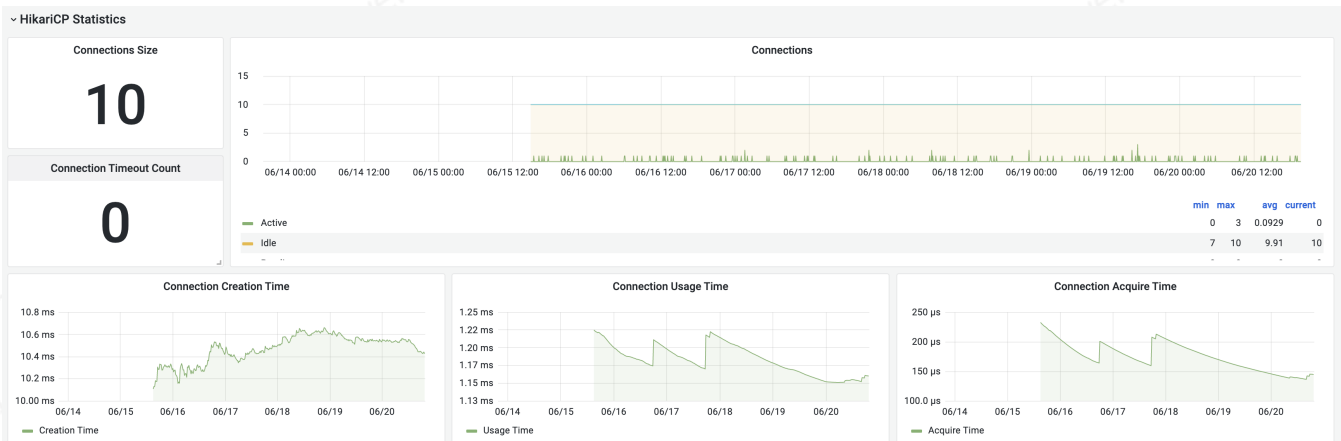 HikariCP Statistics
Connections Size
10
Connection Timeout Count
0
Connections
15
10
5
0
06/14 00:00 06/14 12:00 06/15 00:00 06/15 12:00 06/16 00:00 06/16 12:00 06/17 00:00 06/17 12:00 06/18 00:00 06/18 12:00 06/19 00:00 06/19 12:00 06/20 00:00 06/20 12:00
min max avg current
Active 0 3 0.0929 0
Idle 7 10 9.91 10
Connection Creation Time
10.8 ms
10.6 ms
10.4 ms
10.2 ms
10.00 ms
06/14 06/15 06/16 06/17 06/18 06/19 06/20
Creation Time
Connection Usage Time
1.25 ms
1.22 ms
1.20 ms
1.17 ms
1.15 ms
1.13 ms
06/14 06/15 06/16 06/17 06/18 06/19 06/20
Usage Time
Connection Acquire Time
250 µs
200 µs
150 µs
100.0 µs
06/14 06/15 06/16 06/17 06/18 06/19 06/20
Acquire Time